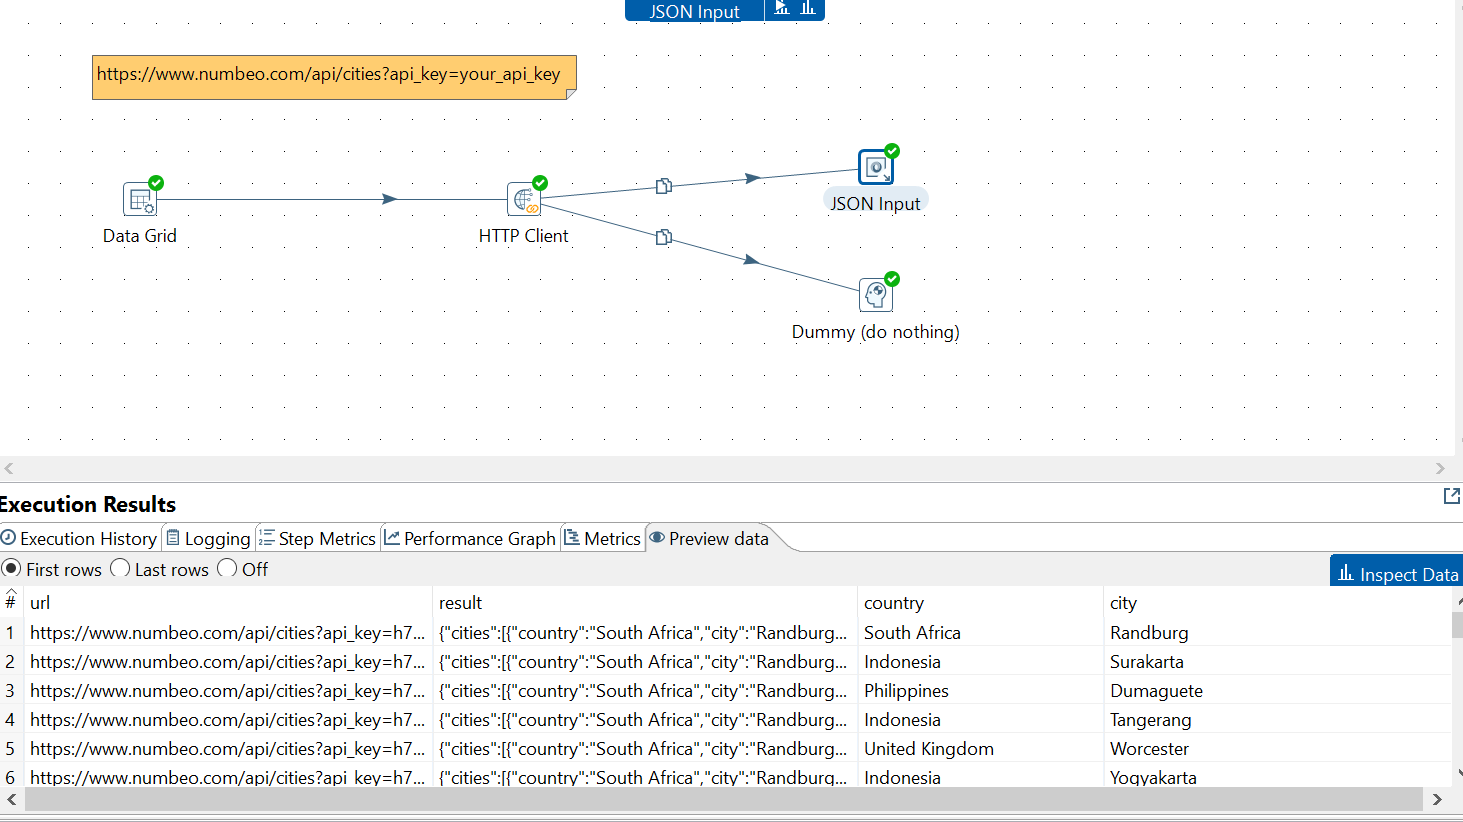 JSON Input
https://www.numbeo.com/api/cities?api_key=your_api_key
JSON Input
Data Grid
HTTP Client
Dummy (do nothing)
Execution Results
Execution History Logging Step Metrics Performance Graph Metrics Preview data
First rows Last rows Off
Inspect Data
# url result country city
1 https://www.numbeo.com/api/cities?api_key=h7... {"cities":[{"country":"South Africa","city":"Randburg... South Africa Randburg
2 https://www.numbeo.com/api/cities?api_key=h7... {"cities":[{"country":"South Africa","city":"Randburg... Indonesia Surakarta
3 https://www.numbeo.com/api/cities?api_key=h7... {"cities":[{"country":"South Africa","city":"Randburg... Philippines Dumaguete
4 https://www.numbeo.com/api/cities?api_key=h7... {"cities":[{"country":"South Africa","city":"Randburg... Indonesia Tangerang
5 https://www.numbeo.com/api/cities?api_key=h7... {"cities":[{"country":"South Africa","city":"Randburg... United Kingdom Worcester
6 https://www.numbeo.com/api/cities?api_key=h7... {"cities":[{"country":"South Africa","city":"Randburg... Indonesia Yogyakarta